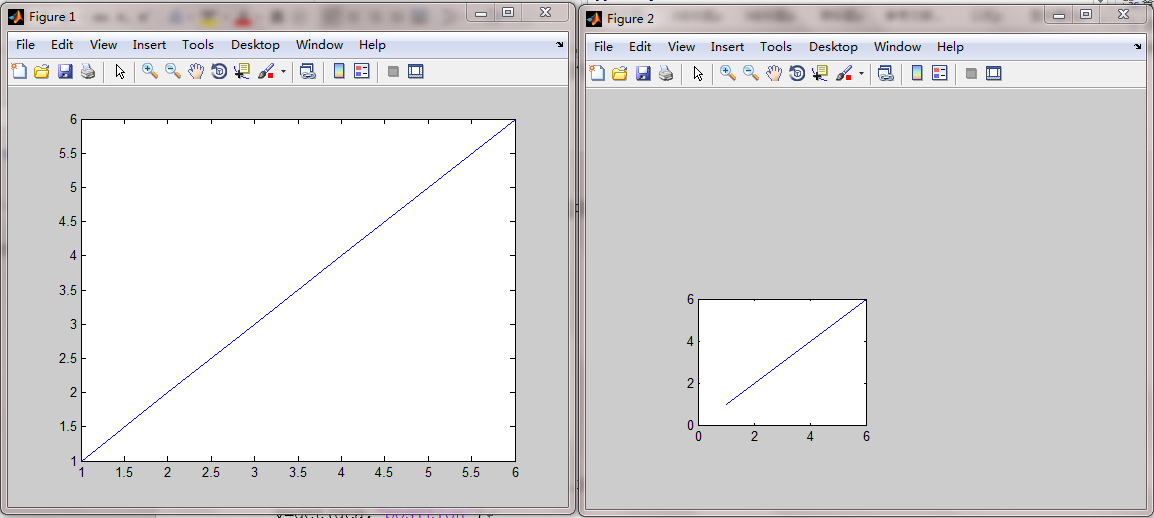 Figure 1
File Edit View Insert Tools Desktop Window Help
6
5.5
5
4.5
4
3.5
3
2.5
2
1.5
1
1 1.5 2 2.5 3 3.5 4 4.5 5 5.5 6
Figure 2
File Edit View Insert Tools Desktop Window Help
6
4
2
0
0 2 4 6